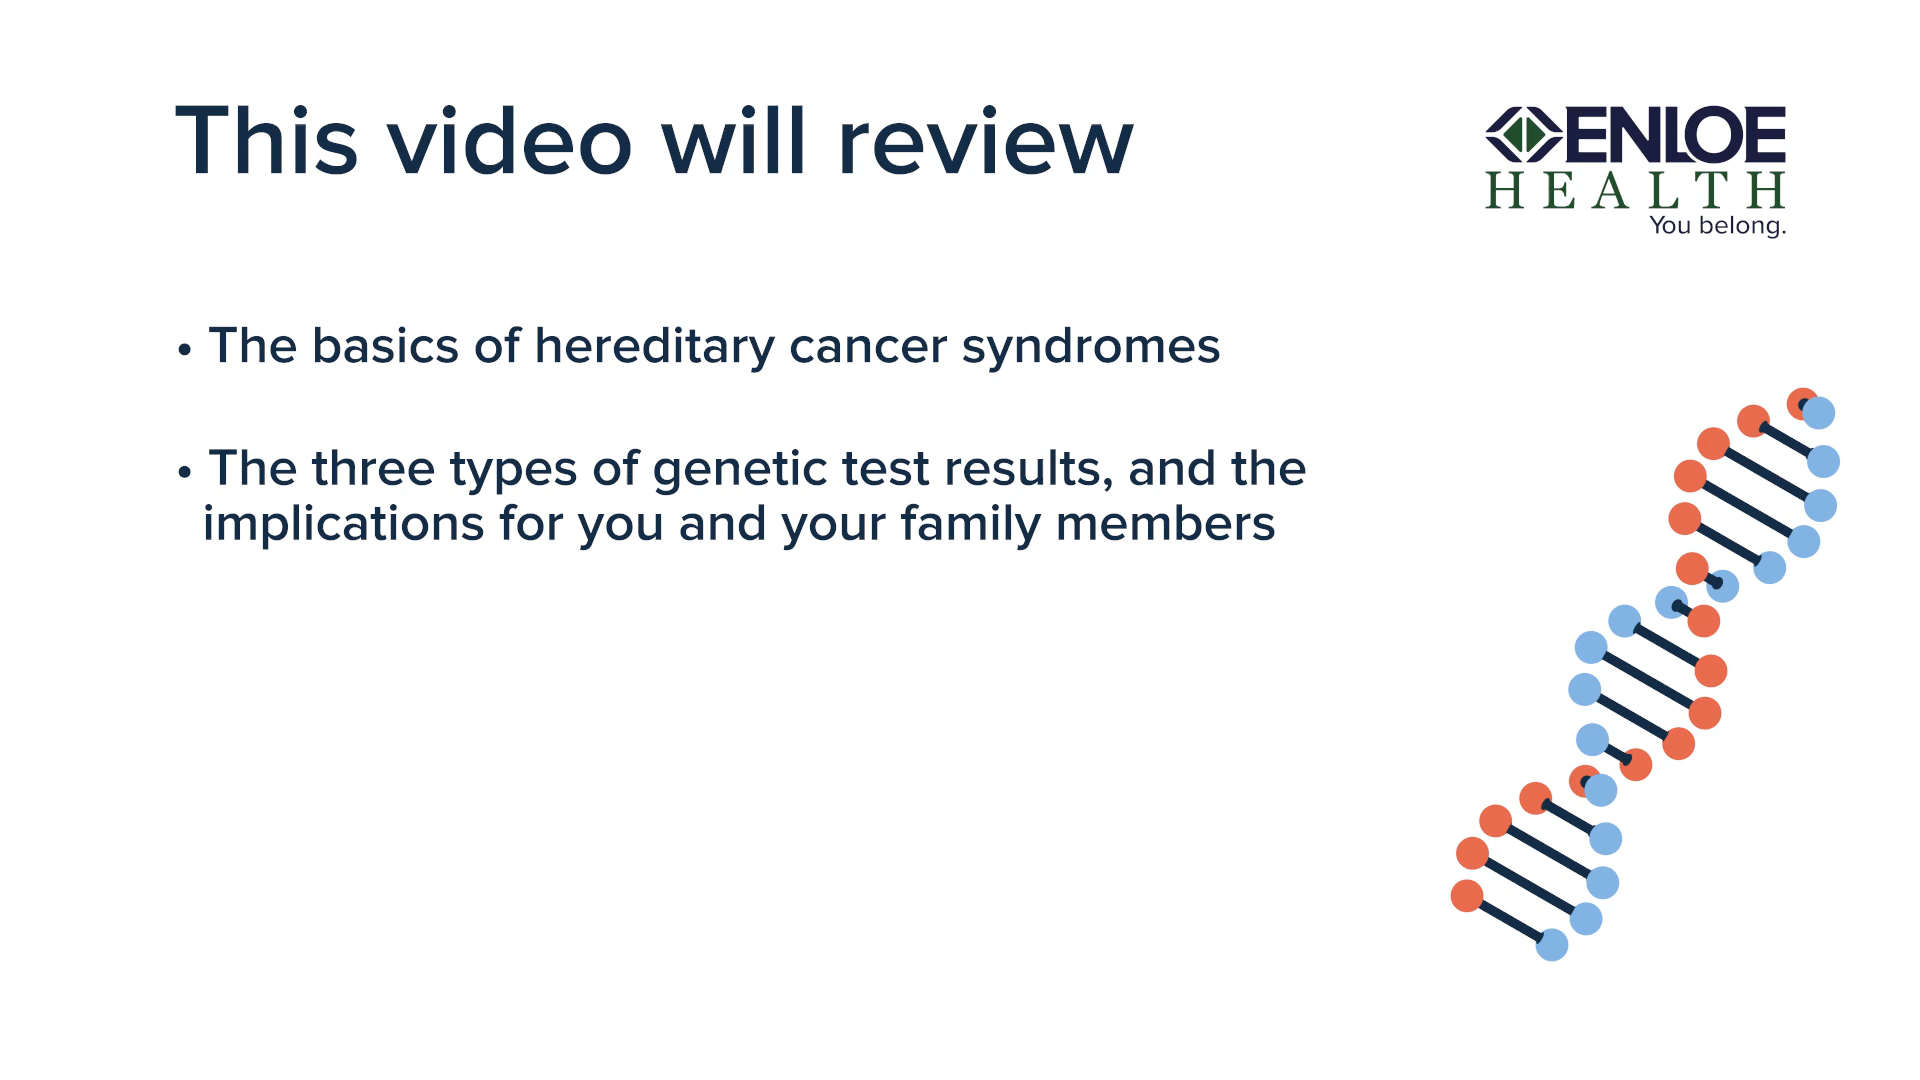 This video will review
ENLOE
HEALTH
You belong.
• The basics of hereditary cancer syndromes
• The three types of genetic test results, and the
implications for you and your family members